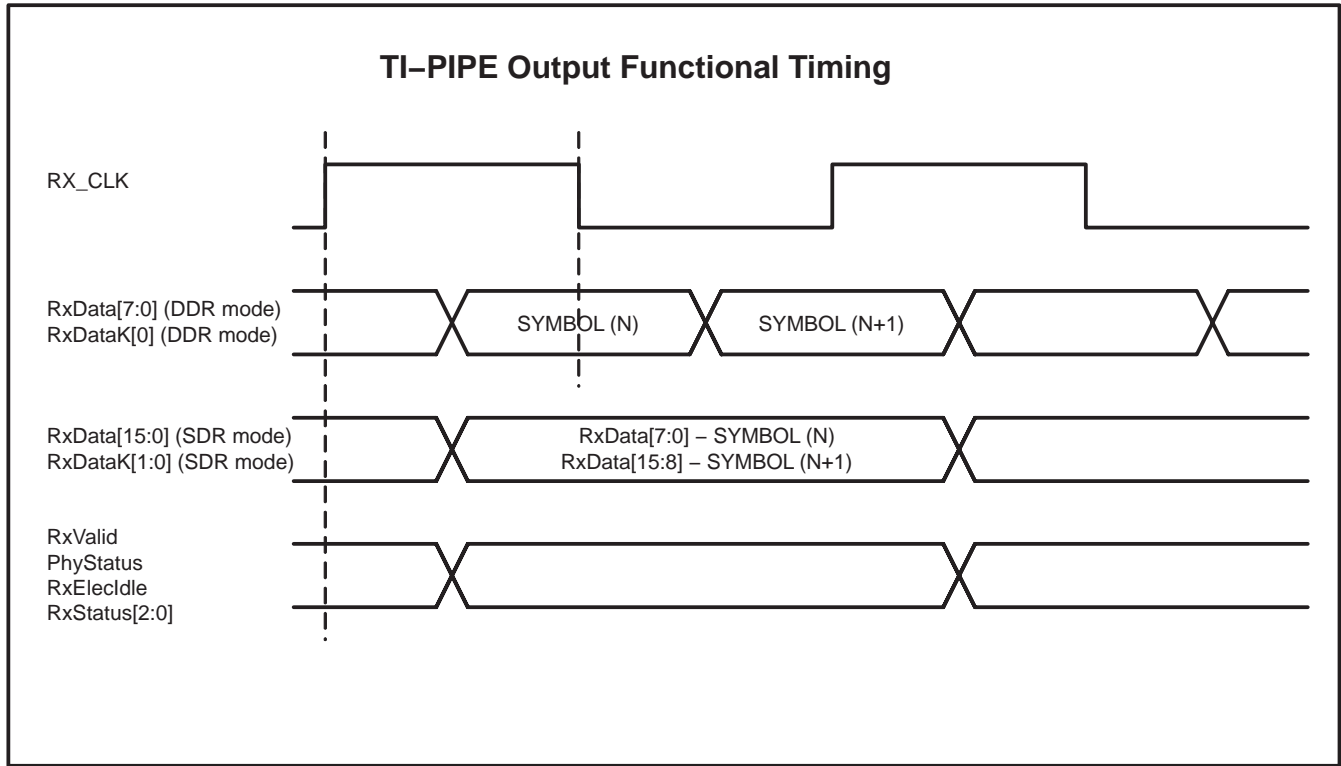 TI–PIPE Output Functional Timing
RX_CLK
RxData[7:0] (DDR mode)
RxDataK[0] (DDR mode)
SYMBOL (N)
SYMBOL (N+1)
RxData[15:0] (SDR mode)
RxDataK[1:0] (SDR mode)
RxData[7:0] – SYMBOL (N)
RxData[15:8] – SYMBOL (N+1)
RxValid
PhyStatus
RxElecIdle
RxStatus[2:0]